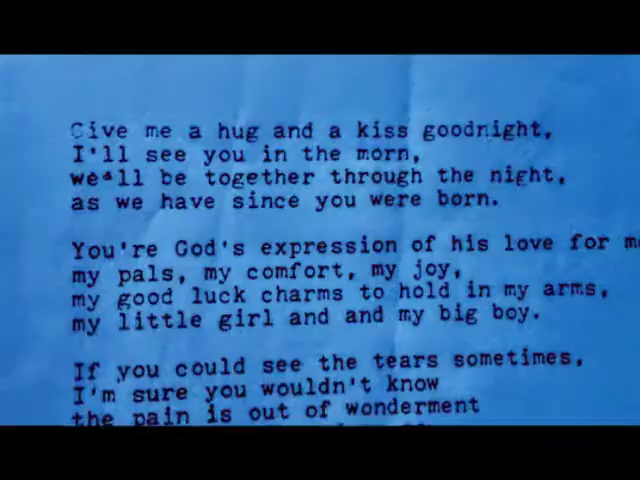 Give me a hug and a kiss goodnight,
I'll see you in the morn,
we'll be together through the night,
as we have since you were born.
You're God's expression of his love for me
my pals, my comfort, my joy,
my good luck charms to hold in my arms,
my little girl and and my big boy.
If you could see the tears sometimes,
I'm sure you wouldn't know
the pain is out of wonderment